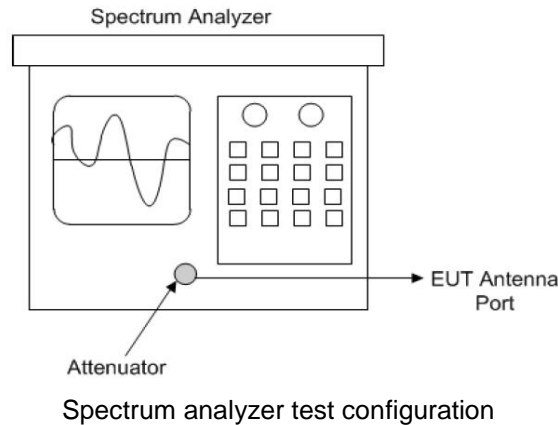 Spectrum Analyzer
EUT Antenna
Port
Attenuator
Spectrum analyzer test configuration